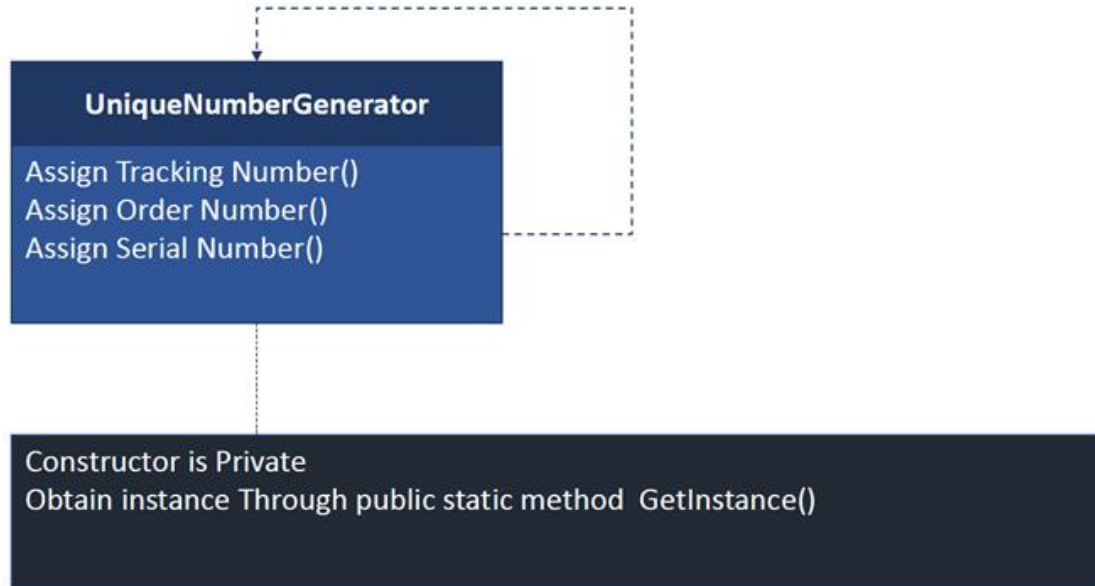 UniqueNumberGenerator
Assign Tracking Number()
Assign Order Number()
Assign Serial Number()
Constructor is Private
Obtain instance Through public static method  GetInstance()